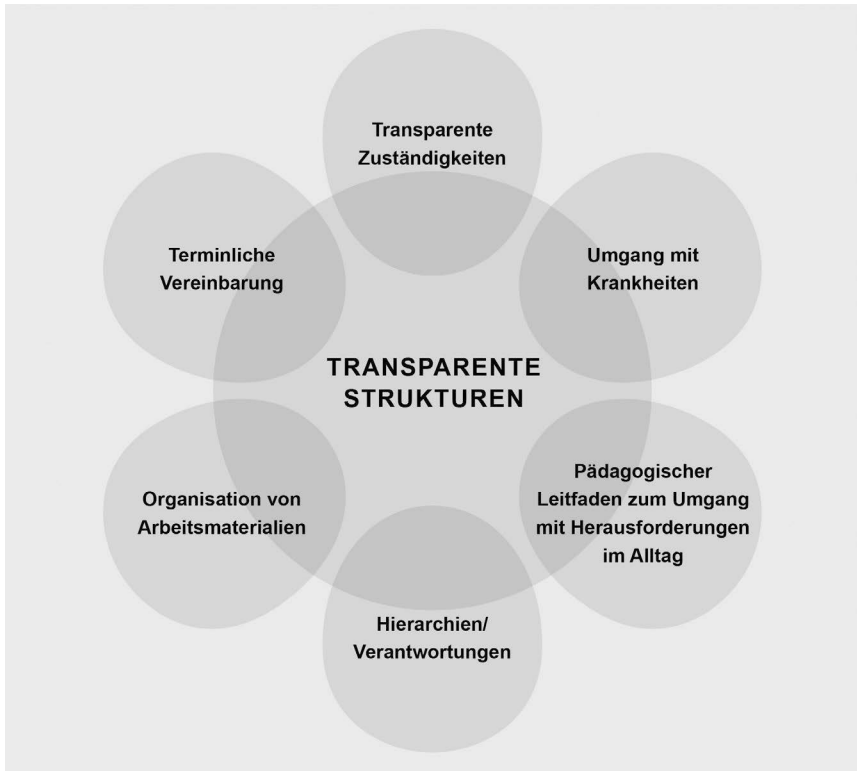 Transparente
Zuständigkeiten
Terminliche
Vereinbarung
Umgang mit
Krankheiten
TRANSPARENTE
STRUKTUREN
Organisation von
Arbeitsmaterialien
Pädagogischer
Leitfaden zum Umgang
mit Herausforderungen
im Alltag
Hierarchien/
Verantwortungen